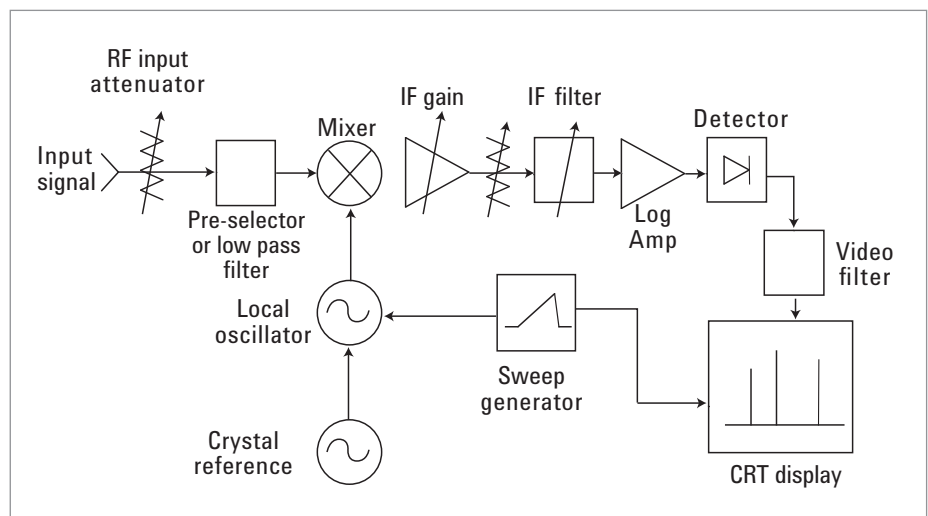 RF input
attenuator
IF gain
IF filter
Detector
Mixer
Input
signal
Pre-selector
or low pass
filter
Log
Amp
Video
filter
Local
oscillator
Sweep
generator
Crystal
reference
CRT display